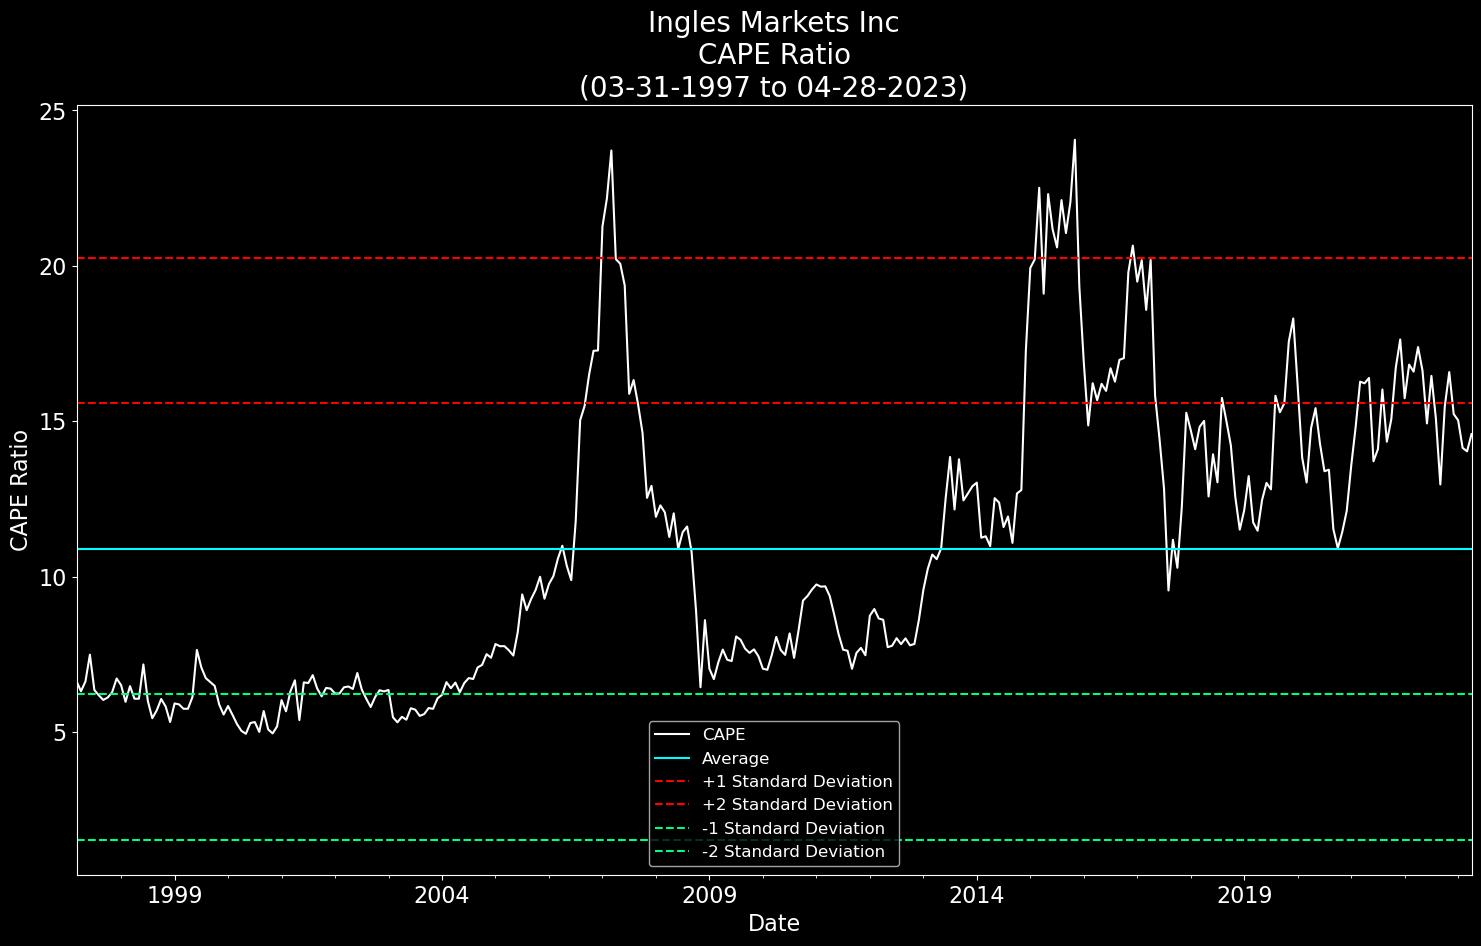 Ingles Markets Inc
CAPE Ratio
(03-31-1997 to 04-28-2023)
25
20
15
10
5
CAPE Ratio
CAPE
Average
+1 Standard Deviation
+2 Standard Deviation
-1 Standard Deviation
-2 Standard Deviation
1999 2004 2009 2014 2019
Date